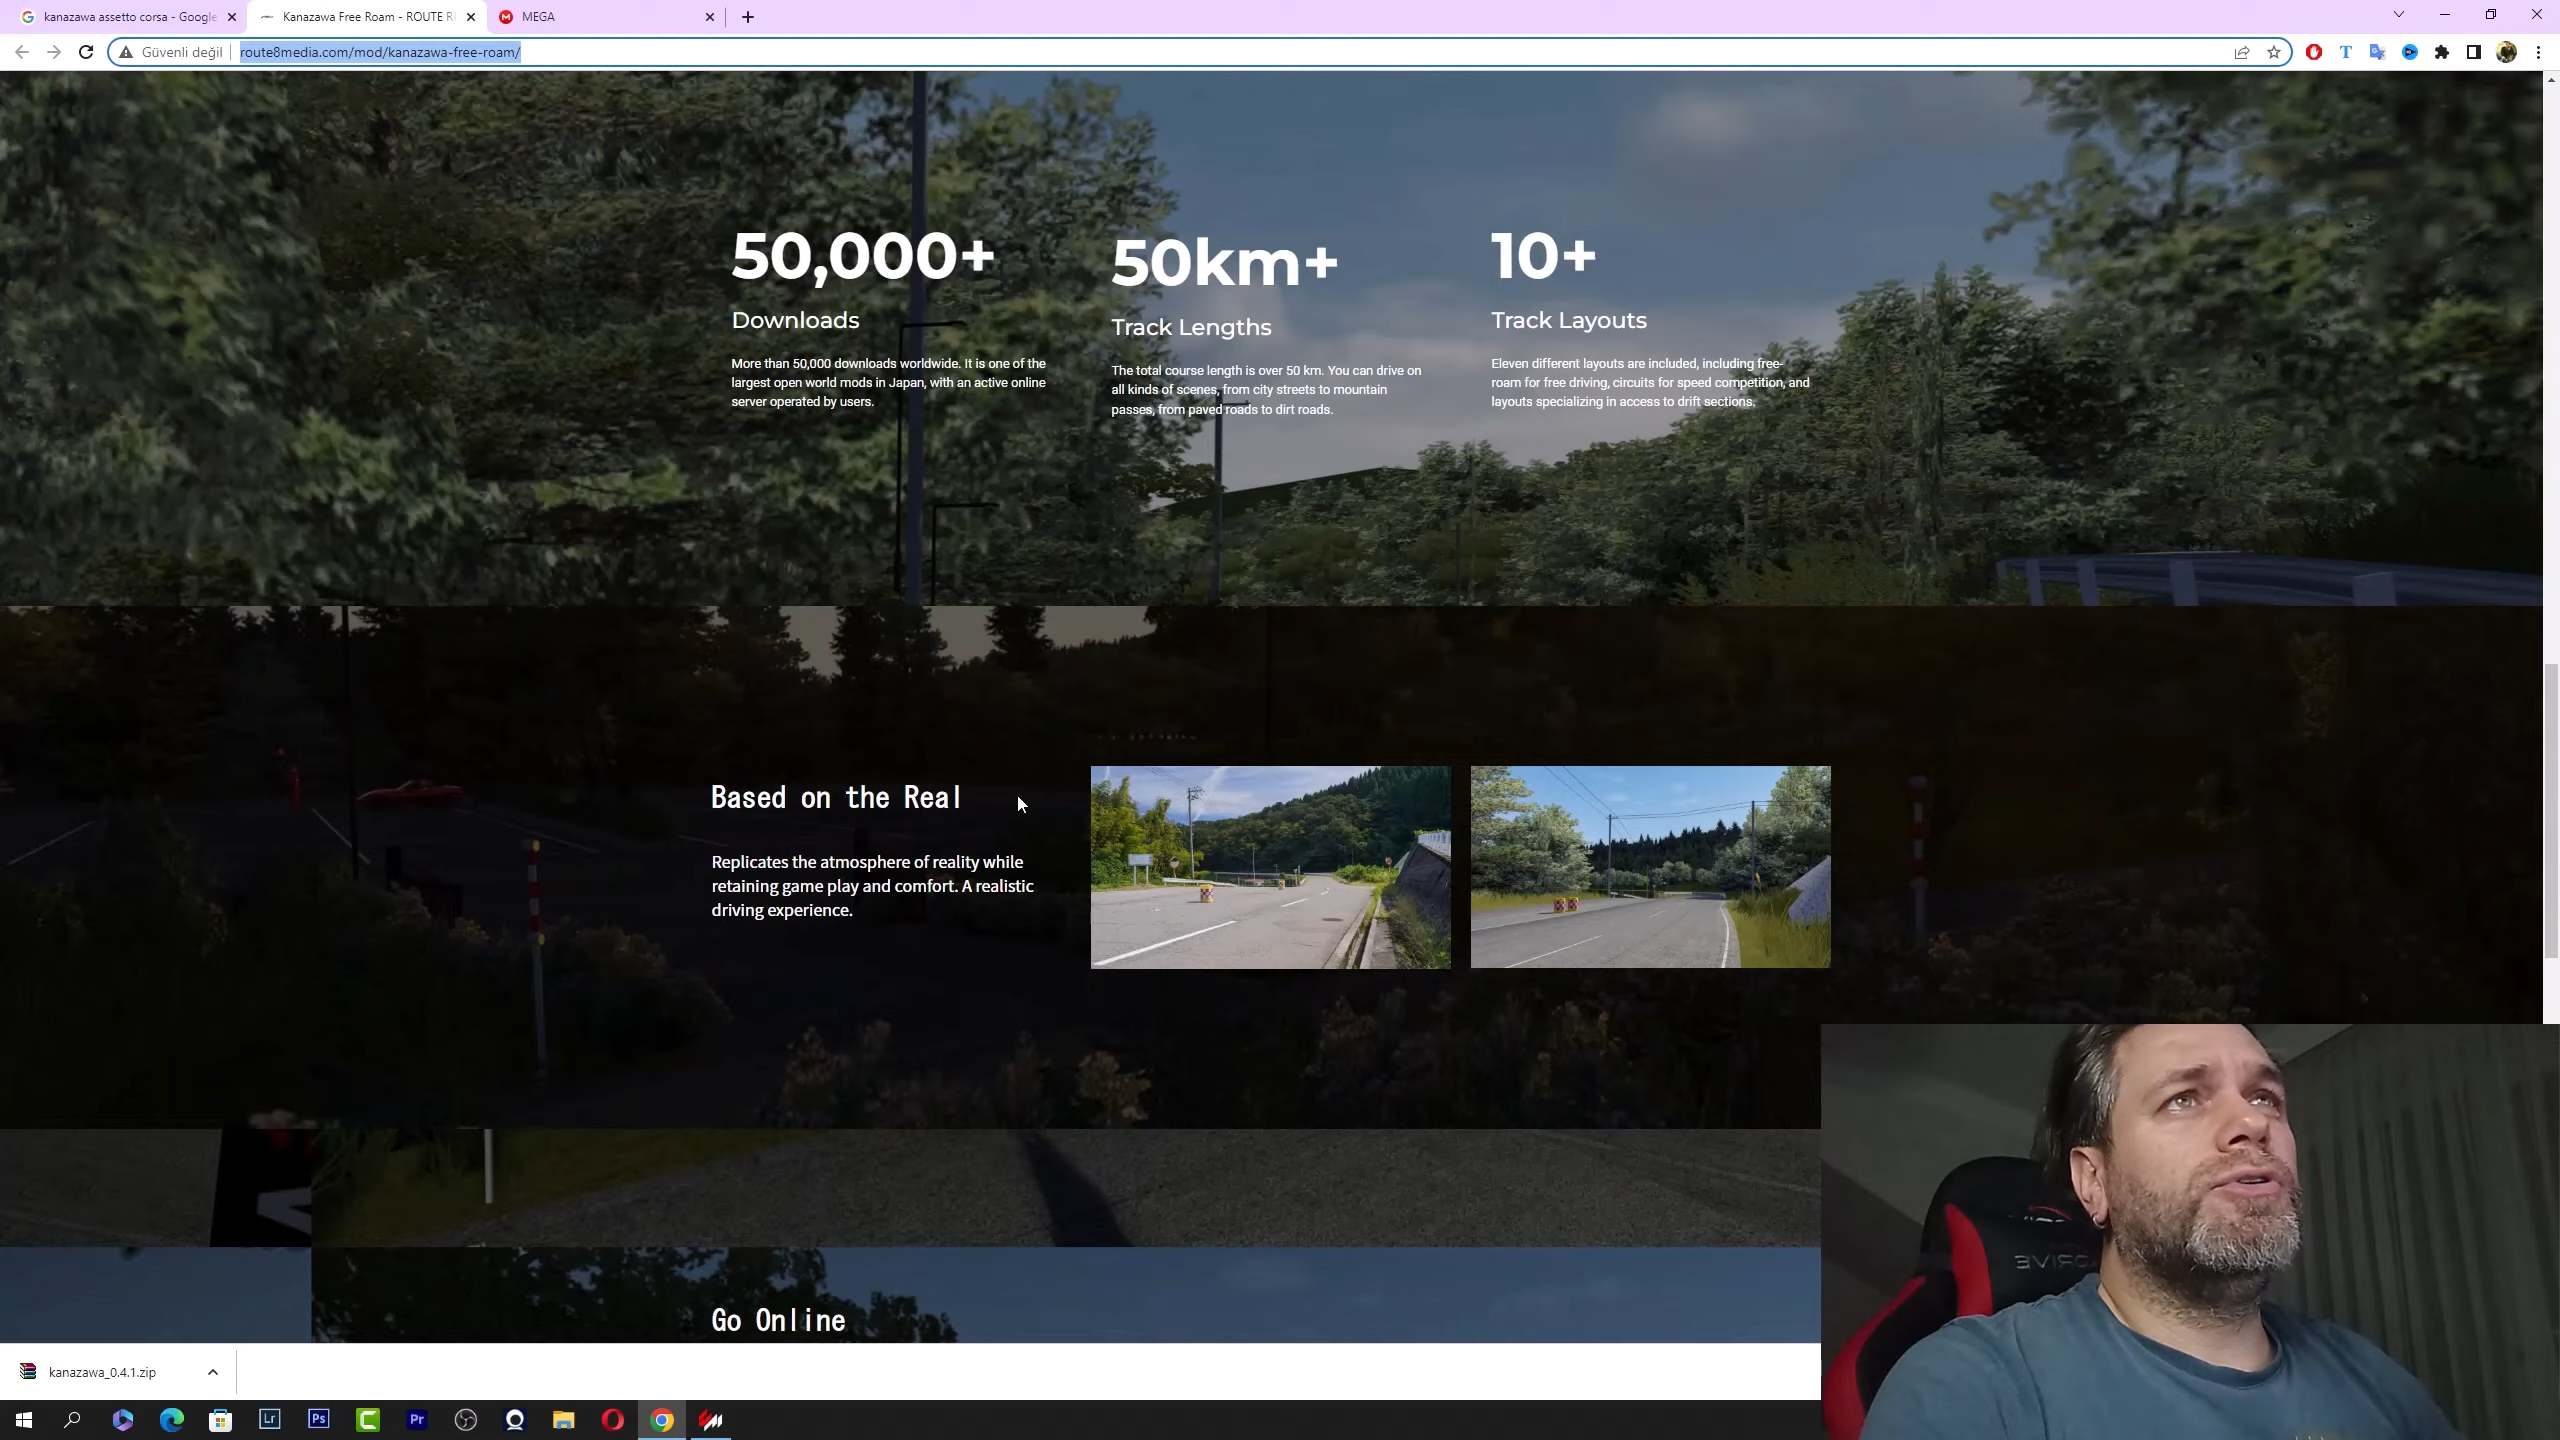 kanazawa assetto corsa - Google
Kanazawa Free Roam - ROUTE R
MEGA
Güvenli değil
route8media.com/mod/kanazawa-free-roam/
50,000+
Downloads
More than 50,000 downloads worldwide. It is one of the
largest open world mods in Japan, with an active online
server operated by users.
50km+
Track Lengths
The total course length is over 50 km. You can drive on
all kinds of scenes, from city streets to mountain
passes, from paved roads to dirt roads.
10+
Track Layouts
Eleven different layouts are included, including free-
roam for free driving, circuits for speed competition, and
layouts specializing in access to drift sections.
Based on the Real
Replicates the atmosphere of reality while
retaining game play and comfort. A realistic
driving experience.
Go Online
kanazawa_0.4.1.zip
Lr
Ps
Pr